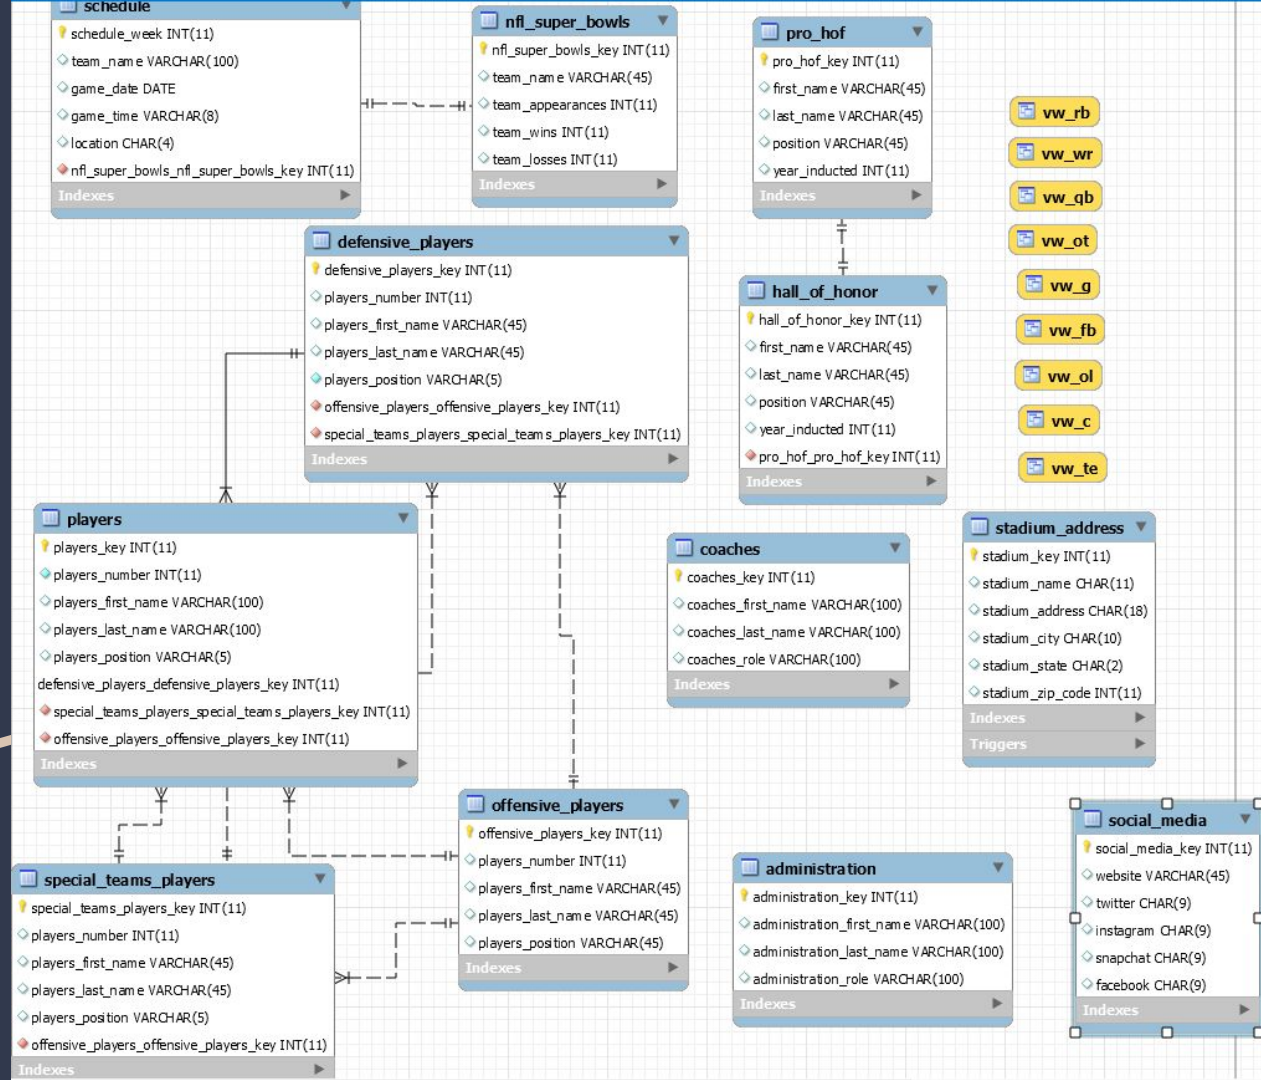 schedule
schedule_week INT(11)
team_name VARCHAR(100)
game_date DATE
game_time VARCHAR(8)
location CHAR(4)
nfl_super_bowls_nfl_super_bowls_key INT(11)
Indexes
nfl_super_bowls
nfl_super_bowls_key INT(11)
team_name VARCHAR(45)
team_appearances INT(11)
team_wins INT(11)
team_losses INT(11)
Indexes
pro_hof
pro_hof_key INT(11)
first_name VARCHAR(45)
last_name VARCHAR(45)
position VARCHAR(45)
year_inducted INT(11)
Indexes
vw_rb
vw_wr
vw_qb
vw_ot
vw_g
vw_fb
vw_ol
vw_c
vw_te
defensive_players
defensive_players_key INT(11)
players_number INT(11)
players_first_name VARCHAR(45)
players_last_name VARCHAR(45)
players_position VARCHAR(5)
offensive_players_offensive_players_key INT(11)
special_teams_players_special_teams_players_key INT(11)
Indexes
hall_of_honor
hall_of_honor_key INT(11)
first_name VARCHAR(45)
last_name VARCHAR(45)
position VARCHAR(45)
year_inducted INT(11)
pro_hof_pro_hof_key INT(11)
Indexes
players
players_key INT(11)
players_number INT(11)
players_first_name VARCHAR(100)
players_last_name VARCHAR(100)
players_position VARCHAR(5)
defensive_players_defensive_players_key INT(11)
special_teams_players_special_teams_players_key INT(11)
offensive_players_offensive_players_key INT(11)
Indexes
coaches
coaches_key INT(11)
coaches_first_name VARCHAR(100)
coaches_last_name VARCHAR(100)
coaches_role VARCHAR(100)
Indexes
stadium_address
stadium_key INT(11)
stadium_name CHAR(11)
stadium_address CHAR(18)
stadium_city CHAR(10)
stadium_state CHAR(2)
stadium_zip_code INT(11)
Indexes
Triggers
special_teams_players
special_teams_players_key INT(11)
players_number INT(11)
players_first_name VARCHAR(45)
players_last_name VARCHAR(45)
players_position VARCHAR(5)
offensive_players_offensive_players_key INT(11)
Indexes
offensive_players
offensive_players_key INT(11)
players_number INT(11)
players_first_name VARCHAR(45)
players_last_name VARCHAR(45)
players_position VARCHAR(45)
Indexes
administration
administration_key INT(11)
administration_first_name VARCHAR(100)
administration_last_name VARCHAR(100)
administration_role VARCHAR(100)
Indexes
social_media
social_media_key INT(11)
website VARCHAR(45)
twitter CHAR(9)
instagram CHAR(9)
snapchat CHAR(9)
facebook CHAR(9)
Indexes